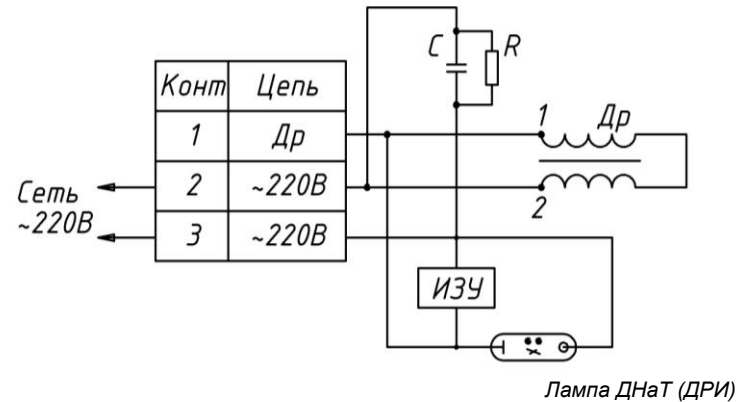 C R
Конт Цепь
1 Др
1 Др
Сеть
~220В
2 ~220В
2
3 ~220В
ИЗУ
Лампа ДНаТ (ДРИ)